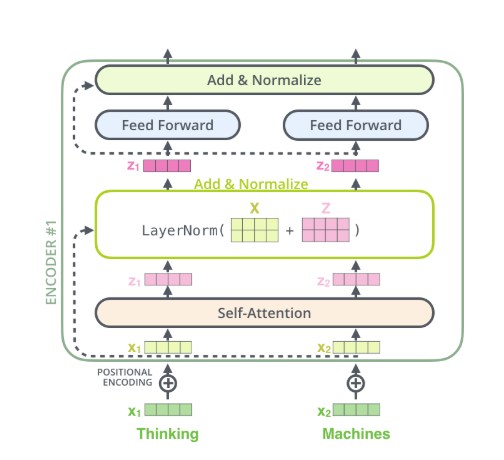 Add & Normalize
Feed Forward Feed Forward
z1 z2
Add & Normalize
X Z
LayerNorm( + )
z1 z2
Self-Attention
x1 x2
POSITIONAL
ENCODING
x1 x2
Thinking Machines
ENCODER #1